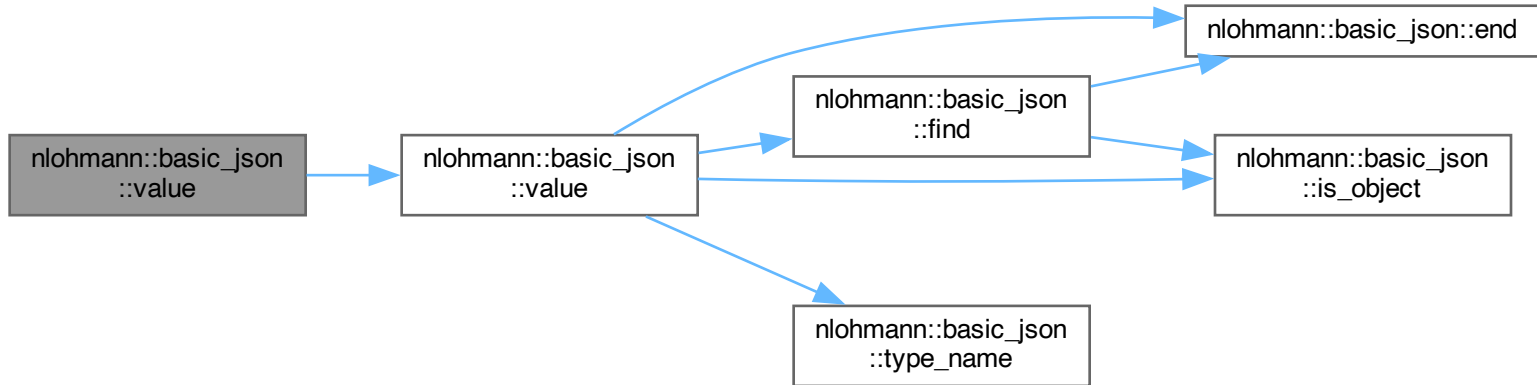 nlohmann::basic_json
::value
nlohmann::basic_json
::value
nlohmann::basic_json
::find
nlohmann::basic_json::end
nlohmann::basic_json
::is_object
nlohmann::basic_json
::type_name